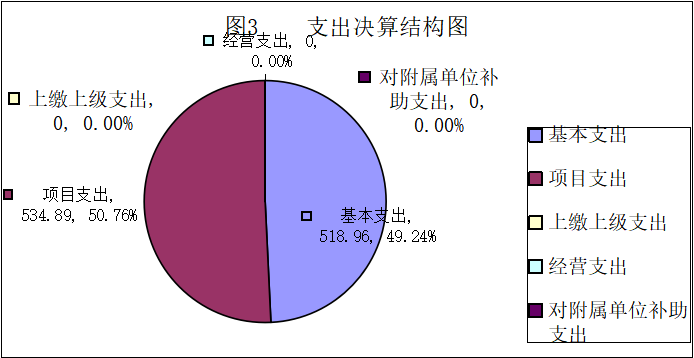 图3 支出决算结构图
经营支出, 0,
0.00%
对附属单位补
助支出, 0,
0.00%
上缴上级支出,
0, 0.00%
项目支出,
534.89, 50.76%
基本支出,
518.96, 49.24%
基本支出
项目支出
上缴上级支出
经营支出
对附属单位补助
支出